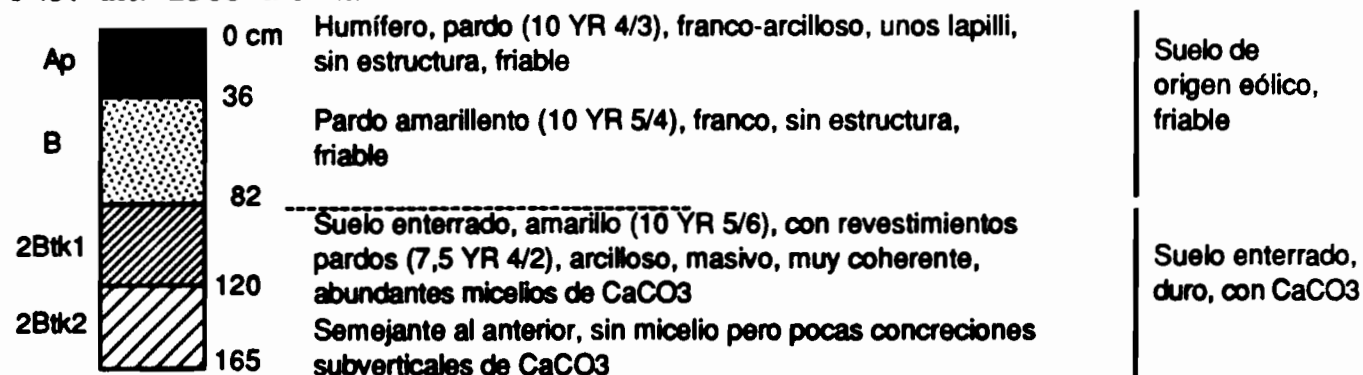 Ap
0 cm
Humífero, pardo (10 YR 4/3), franco-arcilloso, unos lapilli,
sin estructura, friable
36
B
Pardo amarillento (10 YR 5/4), franco, sin estructura,
friable
82
Suelo de
origen eólico,
friable
2Btk1
Suelo enterrado, amarillo (10 YR 5/6), con revestimientos
pardos (7,5 YR 4/2), arcilloso, masivo, muy coherente,
abundantes micelios de CaCO3
120
2Btk2
Semejante al anterior, sin micelio pero pocas concreciones
subverticales de CaCO3
165
Suelo enterrado,
duro, con CaCO3